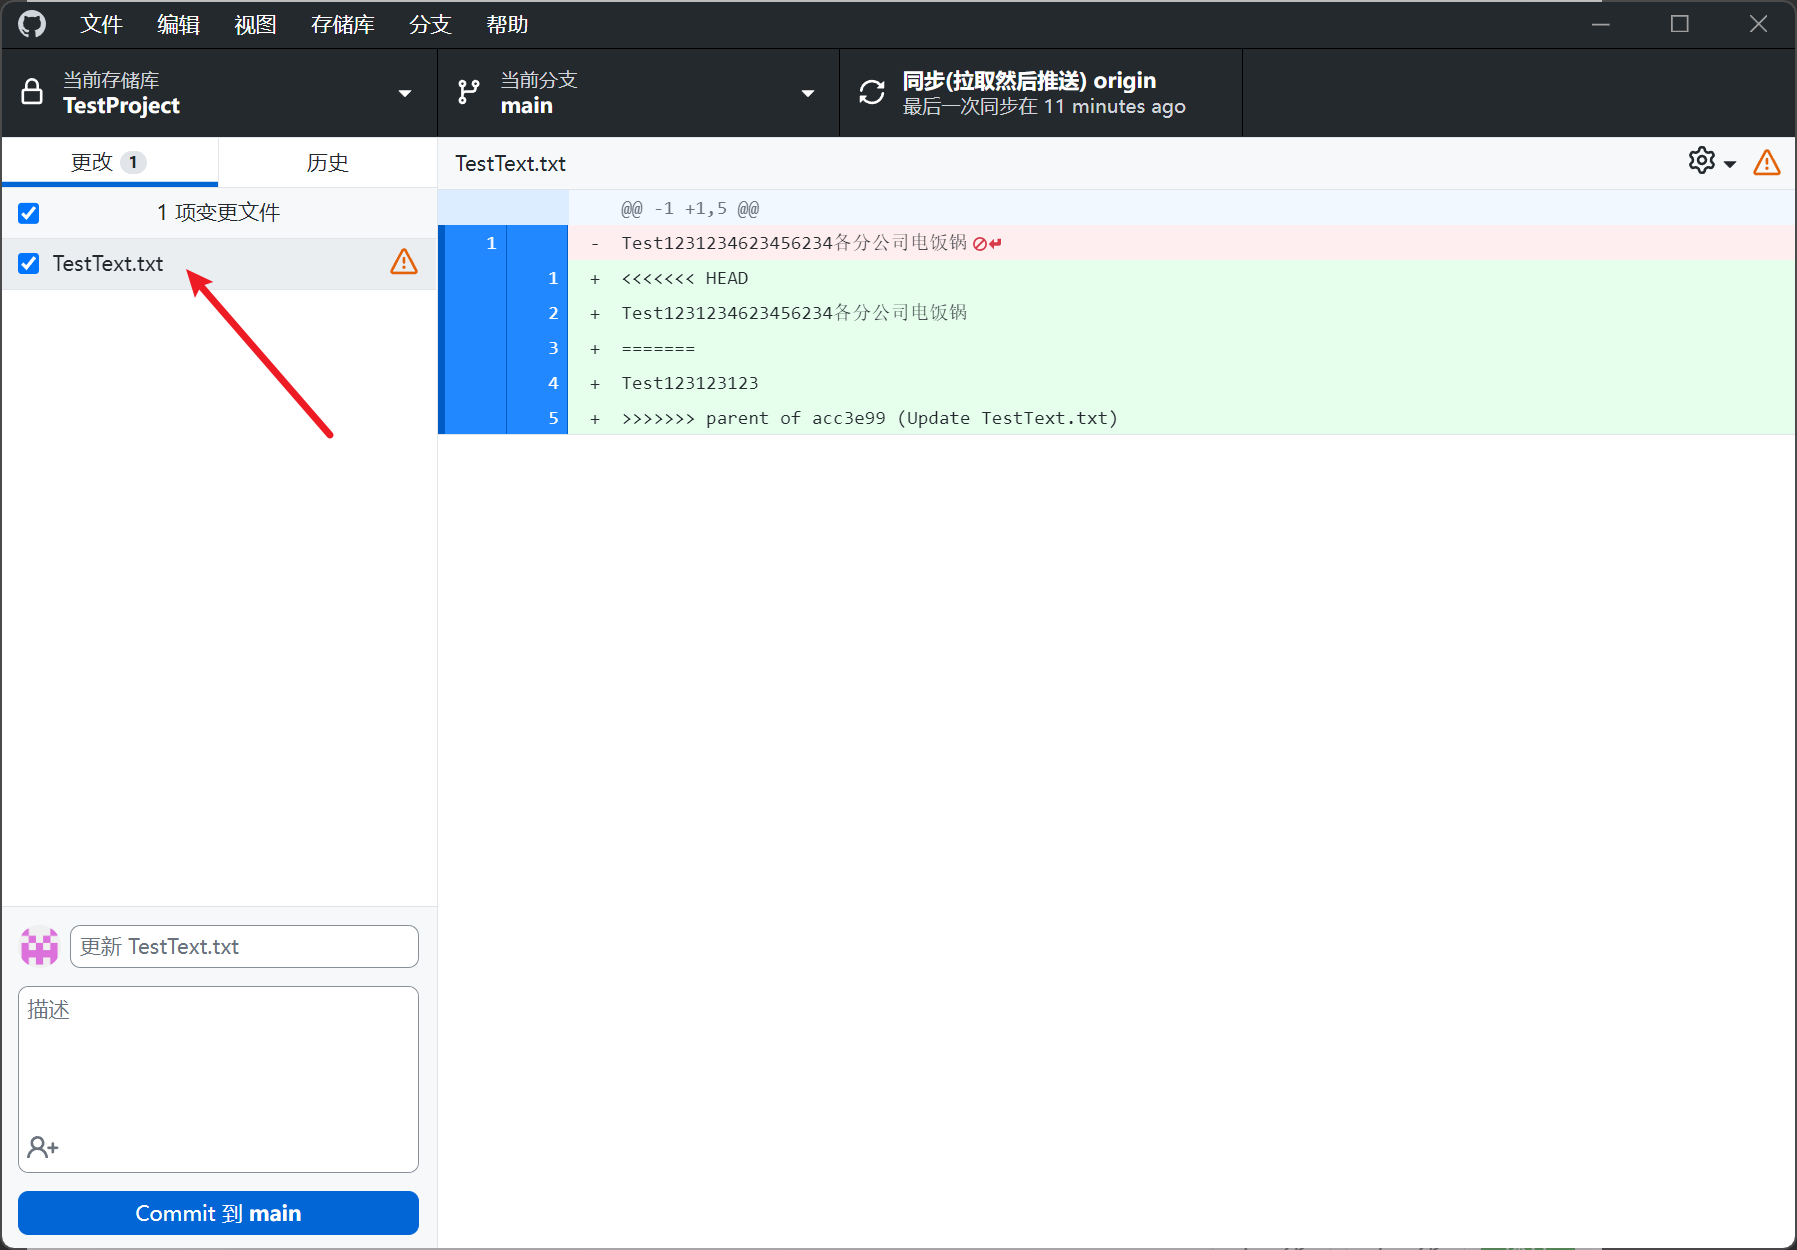 文件 编辑 视图 存储库 分支 帮助
当前存储库
TestProject
当前分支
main
同步(拉取然后推送) origin
最后一次同步在 11 minutes ago
更改 1 历史
1 项变更文件
TestText.txt
TestText.txt
@@ -1 +1,5 @@
1 - Test1231234623456234各分公司电饭锅
1 + <<<<<<< HEAD
2 + Test1231234623456234各分公司电饭锅
3 + =======
4 + Test123123123
5 + >>>>>>> parent of acc3e99 (Update TestText.txt)
更新 TestText.txt
描述
Commit 到 main